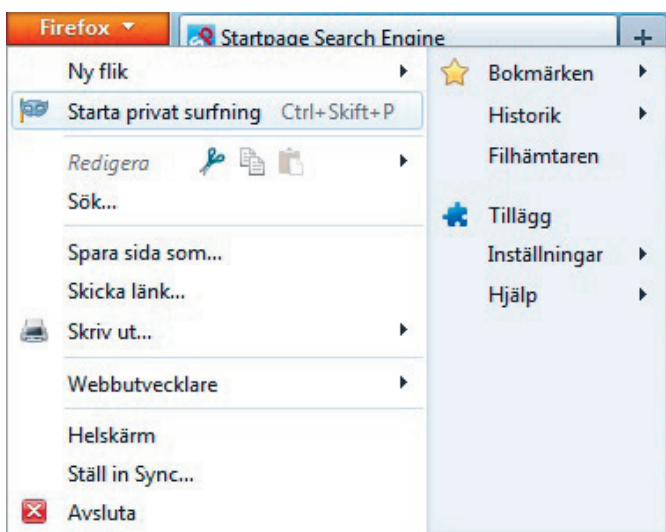 Firefox
Startpage Search Engine
Ny flik
Starta privat surfning Ctrl+Skift+P
Redigera
Sök...
Spara sida som...
Skicka länk...
Skriv ut...
Webbutvecklare
Helskärm
Ställ in Sync...
Avsluta
Bokmärken
Historik
Filhämtaren
Tillägg
Inställningar
Hjälp